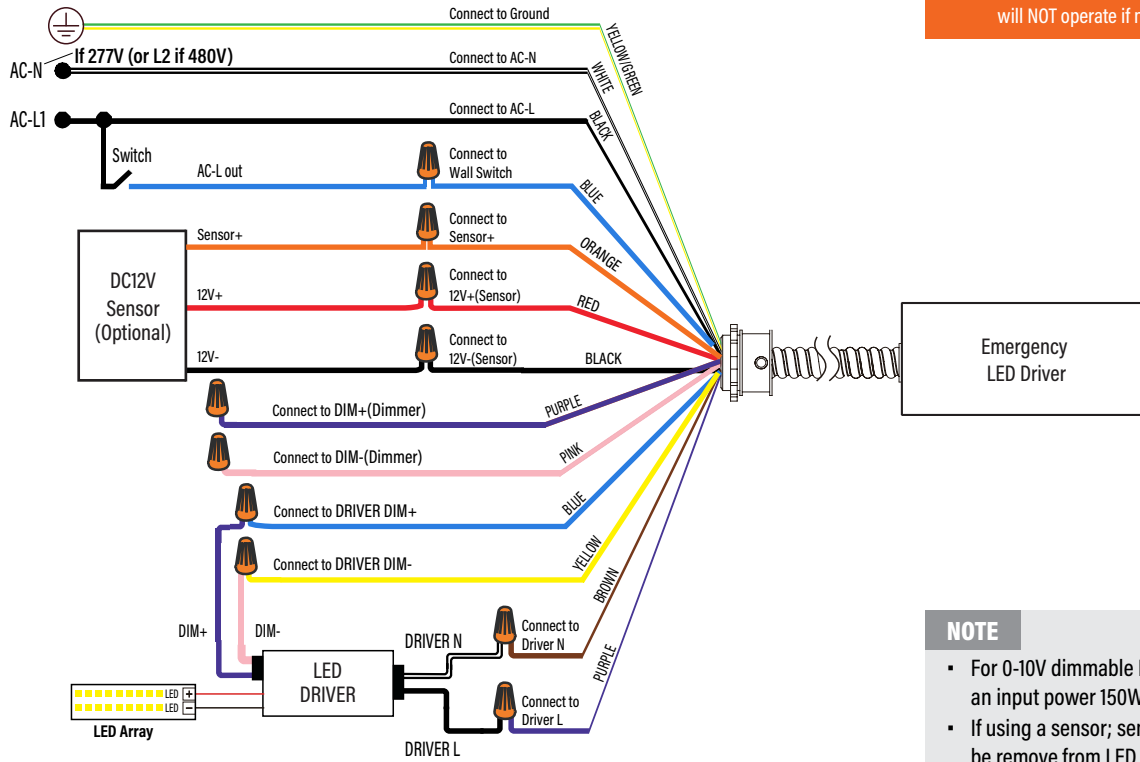 Connect to Ground
will NOT operate if
YELLOW/GREEN
If 277V (or L2 if 480V)
AC-N
Connect to AC-N
WHITE
AC-L1
Connect to AC-L
BLACK
Switch
AC-L out
Connect to
Wall Switch
BLUE
Sensor+
Connect to
Sensor+
ORANGE
DC12V
Sensor
(Optional)
12V+
Connect to
12V+(Sensor)
RED
12V-
Connect to
12V-(Sensor)
BLACK
Emergency
LED Driver
Connect to DIM+(Dimmer)
PURPLE
Connect to DIM-(Dimmer)
PINK
Connect to DRIVER DIM+
BLUE
Connect to DRIVER DIM-
YELLOW
BROWN
PURPLE
DIM+
DIM-
DRIVER N
Connect to
Driver N
LED
DRIVER
LED +
LED -
LED Array
Connect to
Driver L
DRIVER L
NOTE
▪ For 0-10V dimmable
an input power 150W
▪ If using a sensor;
be remove from LED